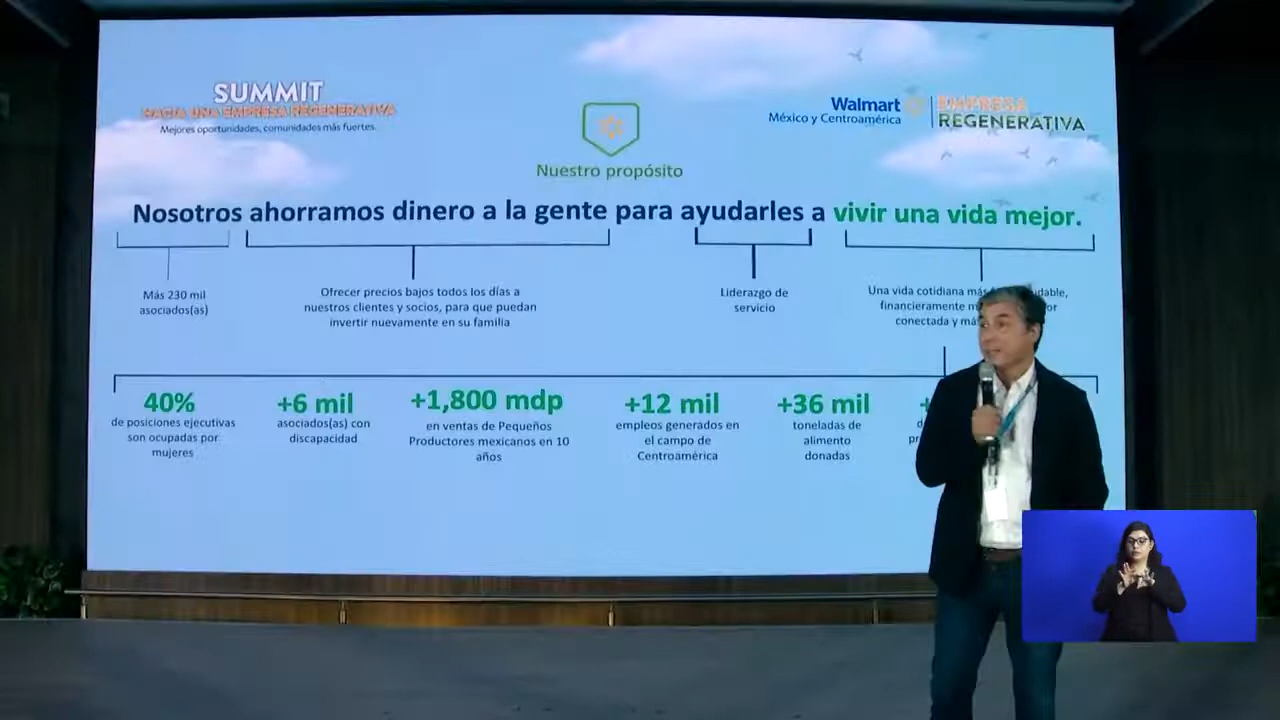 SUMMIT
HACIA UNA EMPRESA REGENERATIVA
Mejores oportunidades, comunidades más fuertes.
Walmart
México y Centroamérica
EMPRESA
REGENERATIVA
Nuestro propósito
Nosotros ahorramos dinero a la gente para ayudarles a vivir una vida mejor.
Más 230 mil
asociados(as)
Ofrecer precios bajos todos los días a
nuestros clientes y socios, para que puedan
invertir nuevamente en su familia
Liderazgo de
servicio
Una vida cotidiana más
financieramente
conectada y
40%
de posiciones ejecutivas
son ocupadas por
mujeres
+6 mil
asociados(as) con
discapacidad
+1,800 mdp
en ventas de Pequeños
Productores mexicanos en 10
años
+12 mil
empleos generados en
el campo de
Centroamérica
+36 mil
toneladas de
alimento
donadas